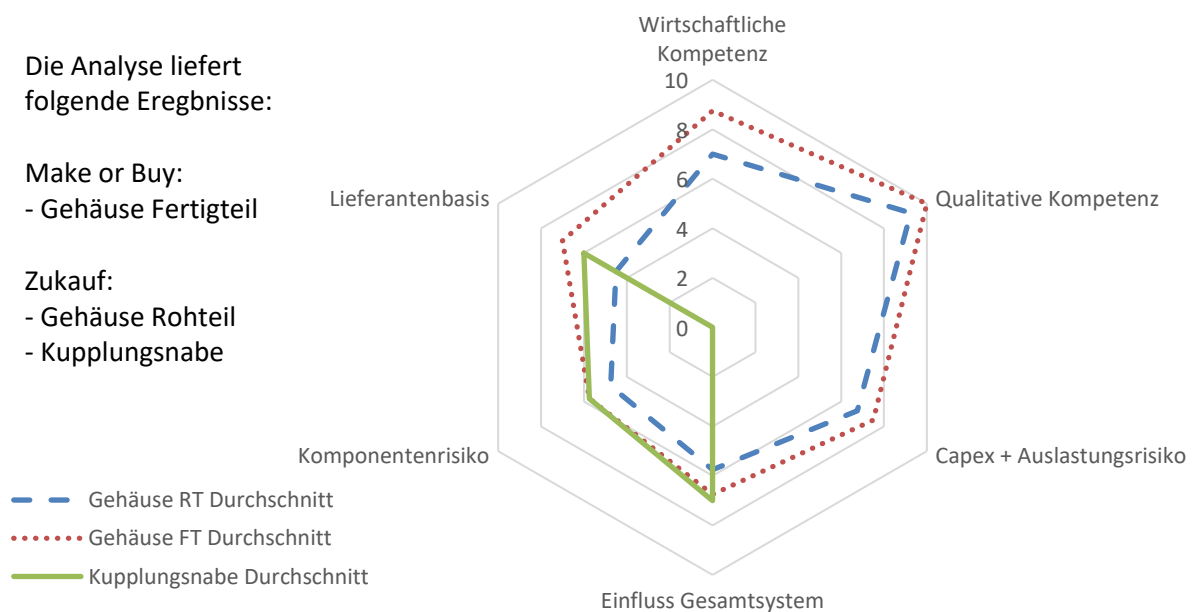 Die Analyse liefert
folgende Eregbnisse:
Make or Buy:
- Gehäuse Fertigteil
Zukauf:
- Gehäuse Rohteil
- Kupplungsnabe
Wirtschaftliche
Kompetenz
10
8
6
4
2
0
Lieferantenbasis
Qualitative Kompetenz
Komponentenrisiko
Capex + Auslastungsrisiko
Einfluss Gesamtsystem
Gehäuse RT Durchschnitt
Gehäuse FT Durchschnitt
Kupplungsnabe Durchschnitt